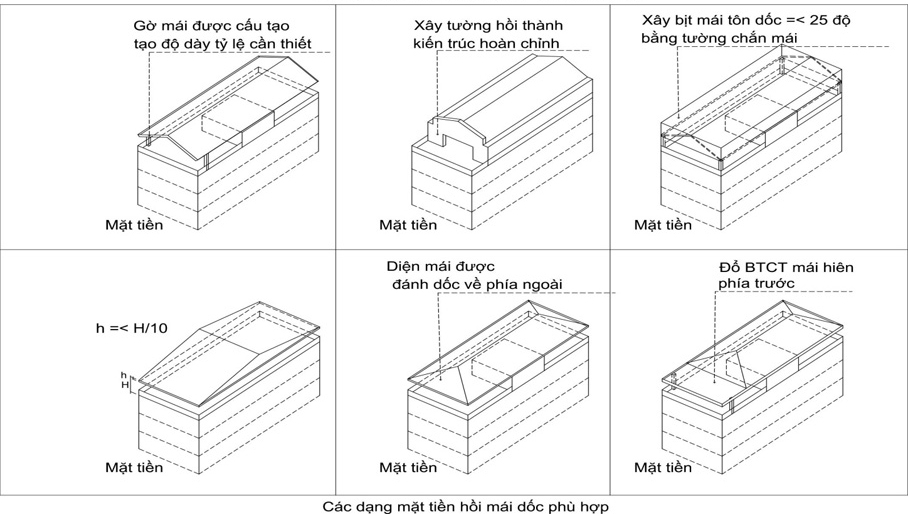 Gờ mái được cấu tạo
tạo độ dày tỷ lệ cần thiết
Mặt tiền
Xây tường hồi thành
kiến trúc hoàn chỉnh
Mặt tiền
Xây bịt mái tôn dốc =< 25 độ
bằng tường chắn mái
Mặt tiền
h =< H/10
h
H
Mặt tiền
Diện mái được
đánh dốc về phía ngoài
Mặt tiền
Đổ BTCT mái hiên
phía trước
Mặt tiền
Các dạng mặt tiền hồi mái dốc phù hợp